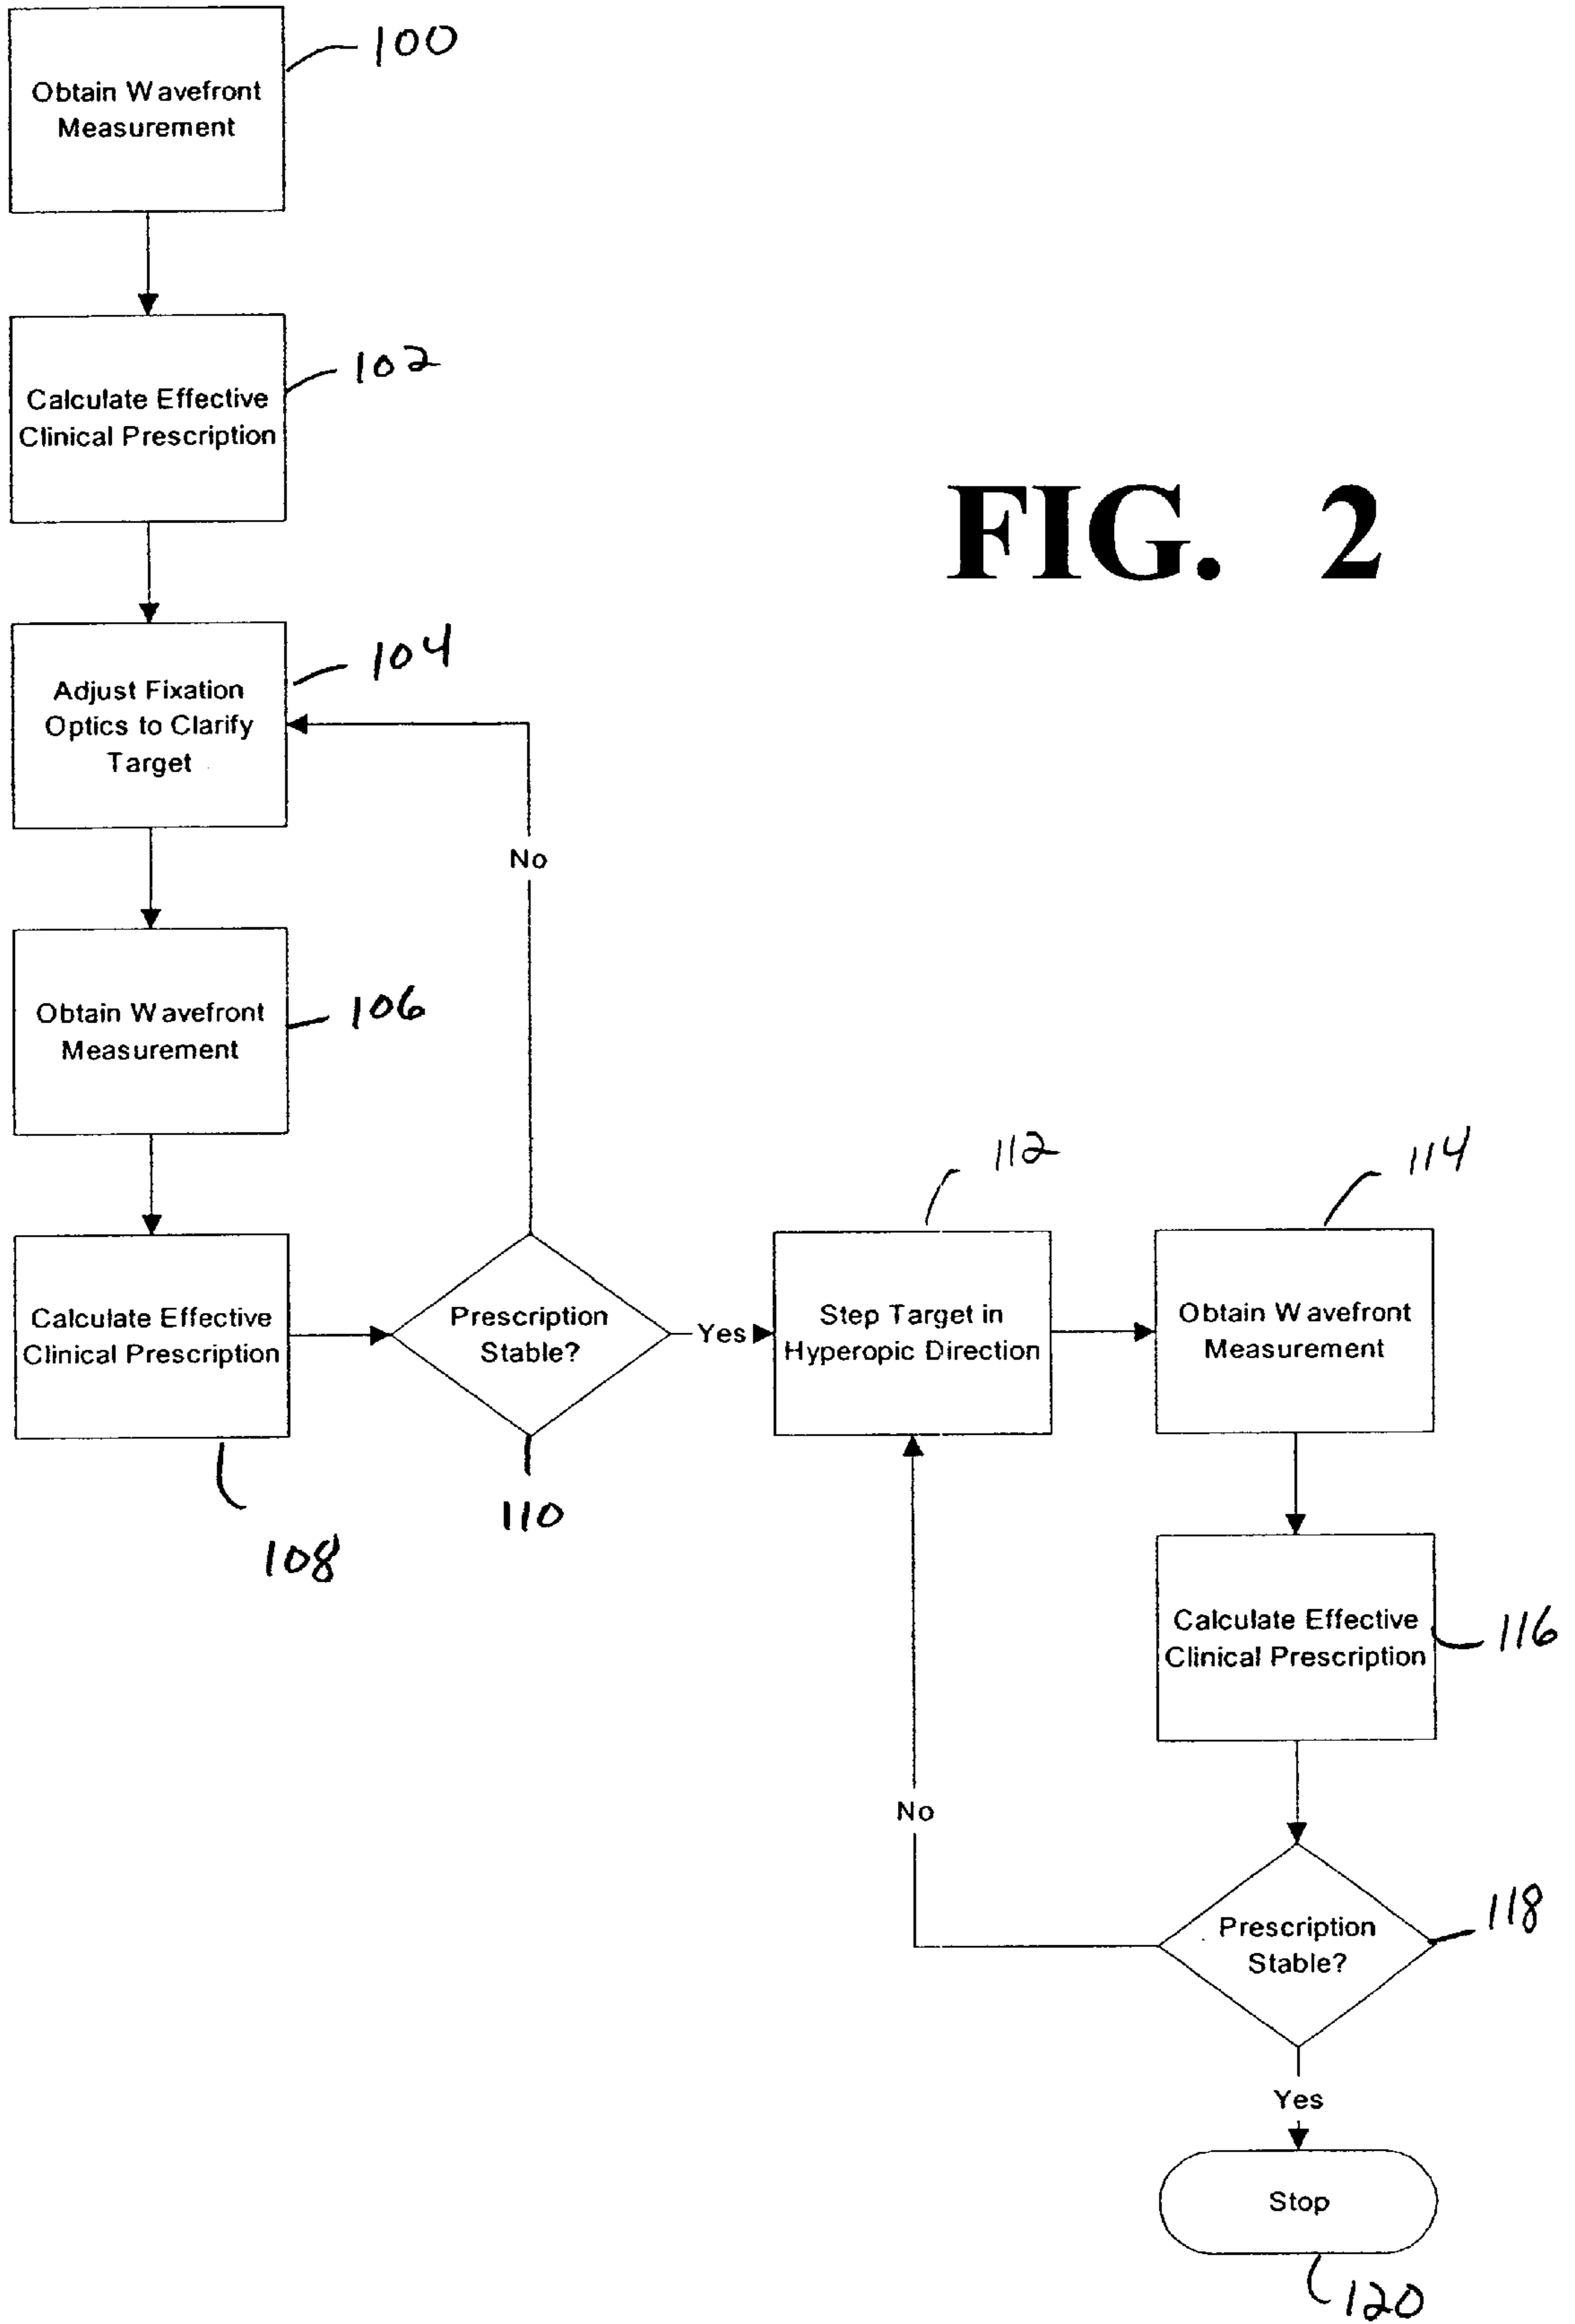 100
Obtain Wavefront
Measurement
102
Calculate Effective
Clinical Prescription
FIG. 2
104
Adjust Fixation
Optics to Clarify
Target
No
106
Obtain Wavefront
Measurement
112
114
Calculate Effective
Clinical Prescription
Prescription
Stable?
Yes
Step Target in
Hyperopic Direction
Obtain Wavefront
Measurement
108
110
Calculate Effective
Clinical Prescription
116
No
Prescription
Stable?
118
Yes
Stop
120